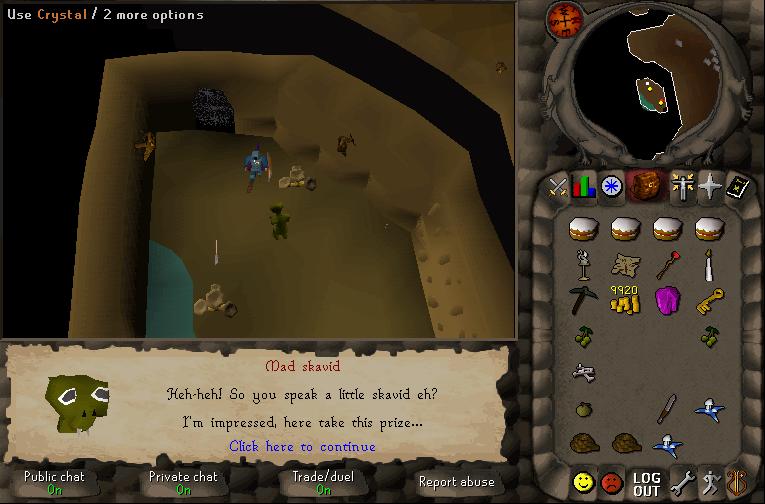 Use Crystal / 2 more options
9920
Mad skavid
Heh-heh! So you speak a little skavid eh?
I'm impressed, here take this prize...
Click here to continue
Public chat
On
Private chat
On
Trade/duel
On
Report abuse
LOG
OUT